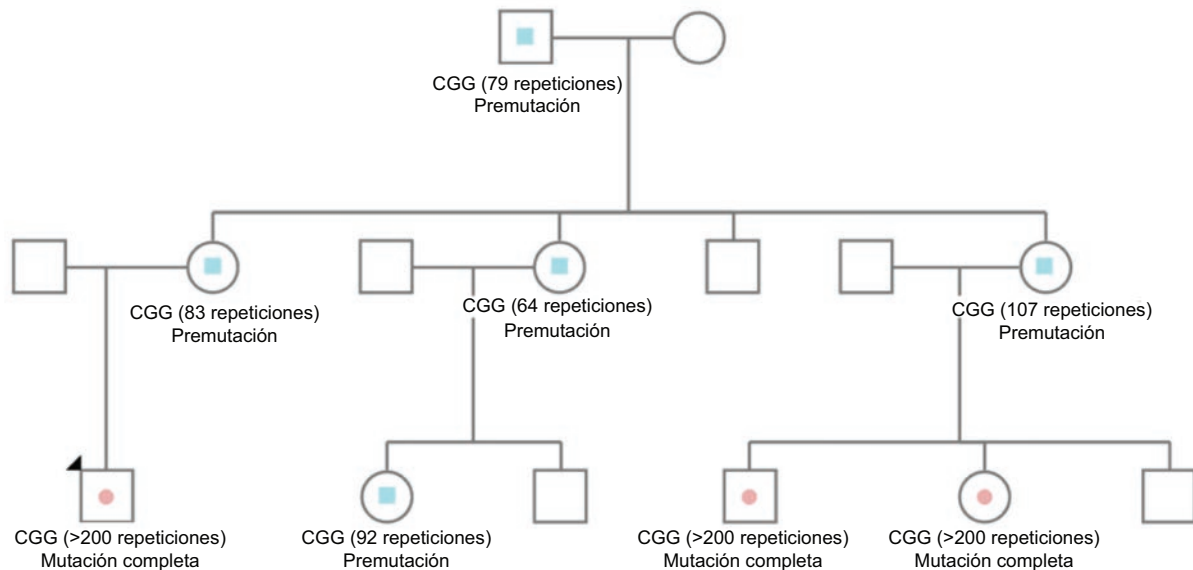 CGG (79 repeticiones)
Premutación
CGG (83 repeticiones)
Premutación
CGG (64 repeticiones)
Premutación
CGG (107 repeticiones)
Premutación
CGG (>200 repeticiones)
Mutación completa
CGG (92 repeticiones)
Premutación
CGG (>200 repeticiones)
Mutación completa
CGG (>200 repeticiones)
Mutación completa